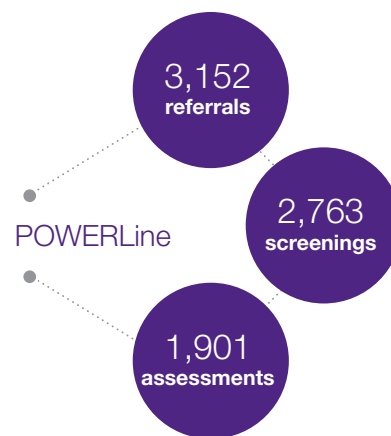 3,152
referrals
2,763
screenings
POWERLine
1,901
assessments